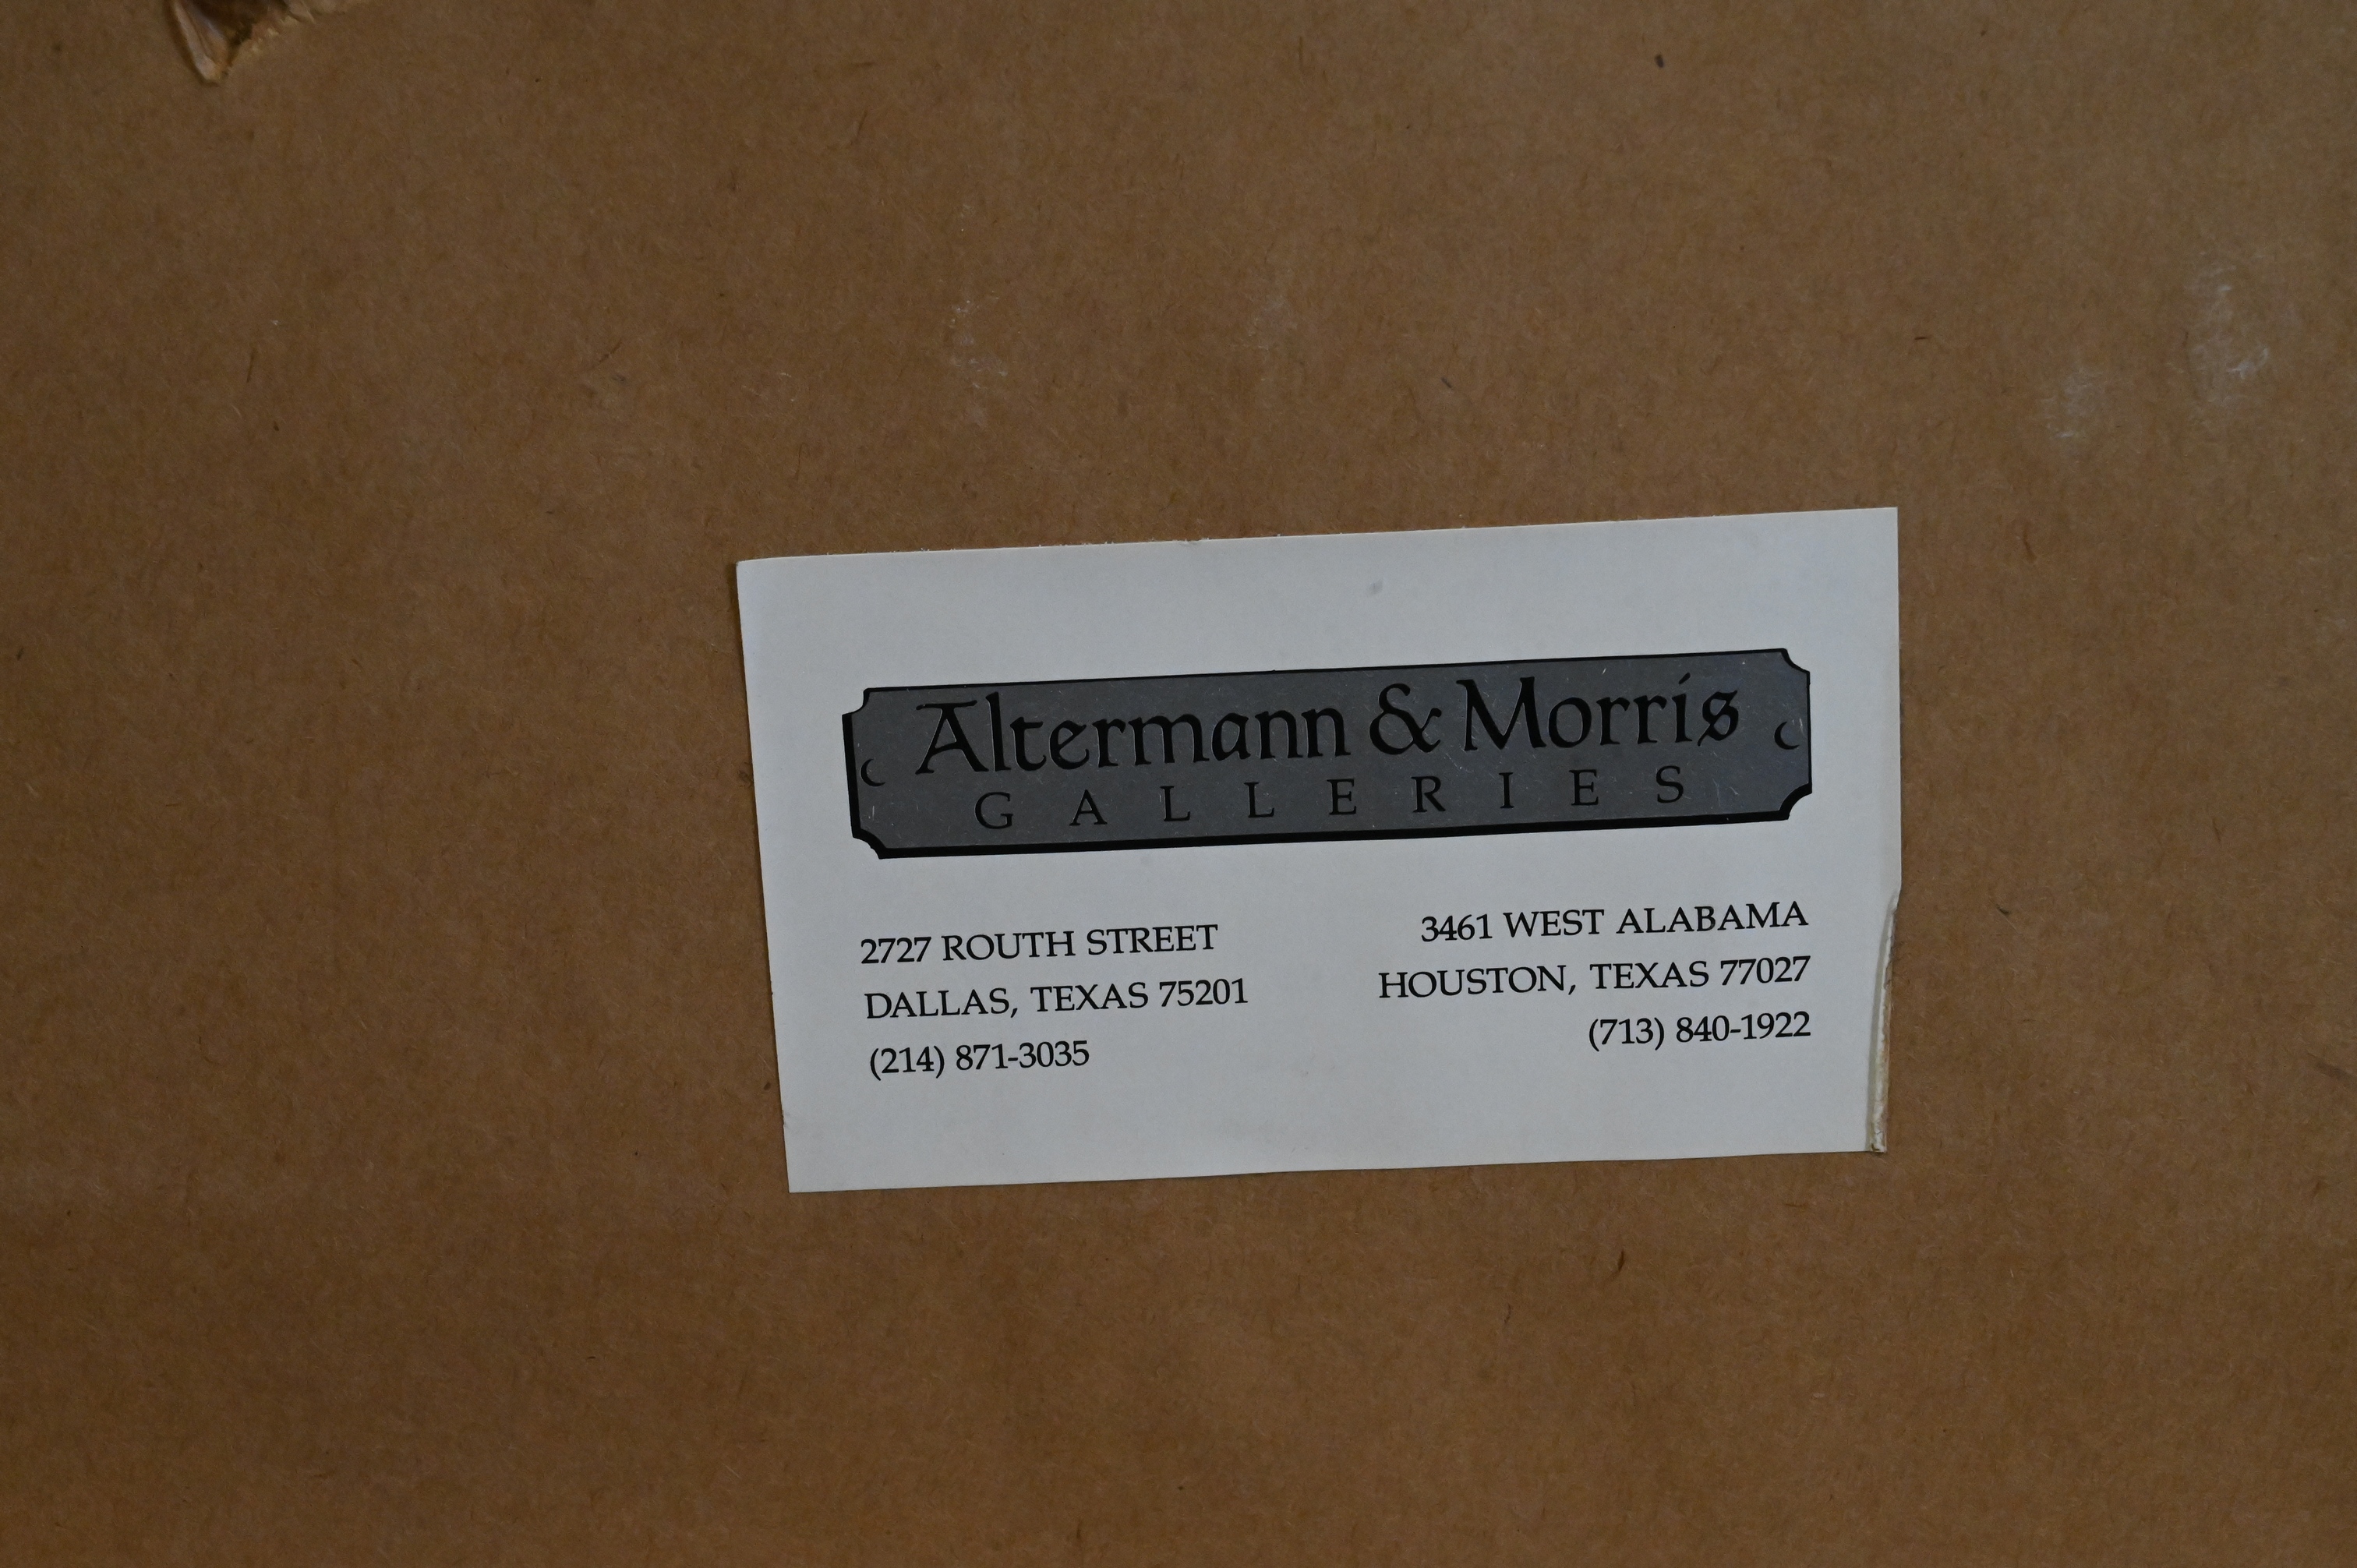 Altermann & Morris
GALLERIES
2727 ROUTH STREET
DALLAS, TEXAS 75201
(214) 871-3035
3461 WEST ALABAMA
HOUSTON, TEXAS 77027
(713) 840-1922